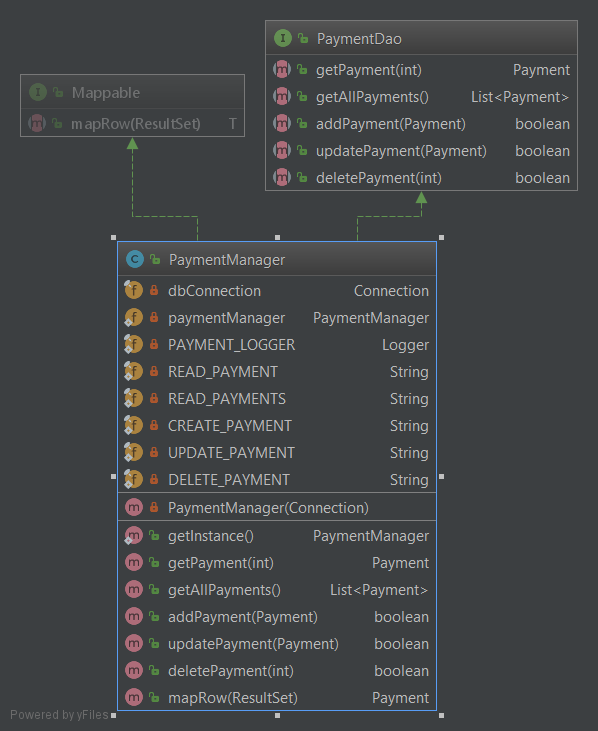 I PaymentDao
m getPayment(int) Payment
m getAllPayments() List<Payment>
m addPayment(Payment) boolean
m updatePayment(Payment) boolean
m deletePayment(int) boolean
I Mappable
m mapRow(ResultSet) T
C PaymentManager
f dbConnection Connection
f paymentManager PaymentManager
f PAYMENT_LOGGER Logger
f READ_PAYMENT String
f READ_PAYMENTS String
f CREATE_PAYMENT String
f UPDATE_PAYMENT String
f DELETE_PAYMENT String
m PaymentManager(Connection)
m getInstance() PaymentManager
m getPayment(int) Payment
m getAllPayments() List<Payment>
m addPayment(Payment) boolean
m updatePayment(Payment) boolean
m deletePayment(int) boolean
m mapRow(ResultSet) Payment
Powered by yFiles